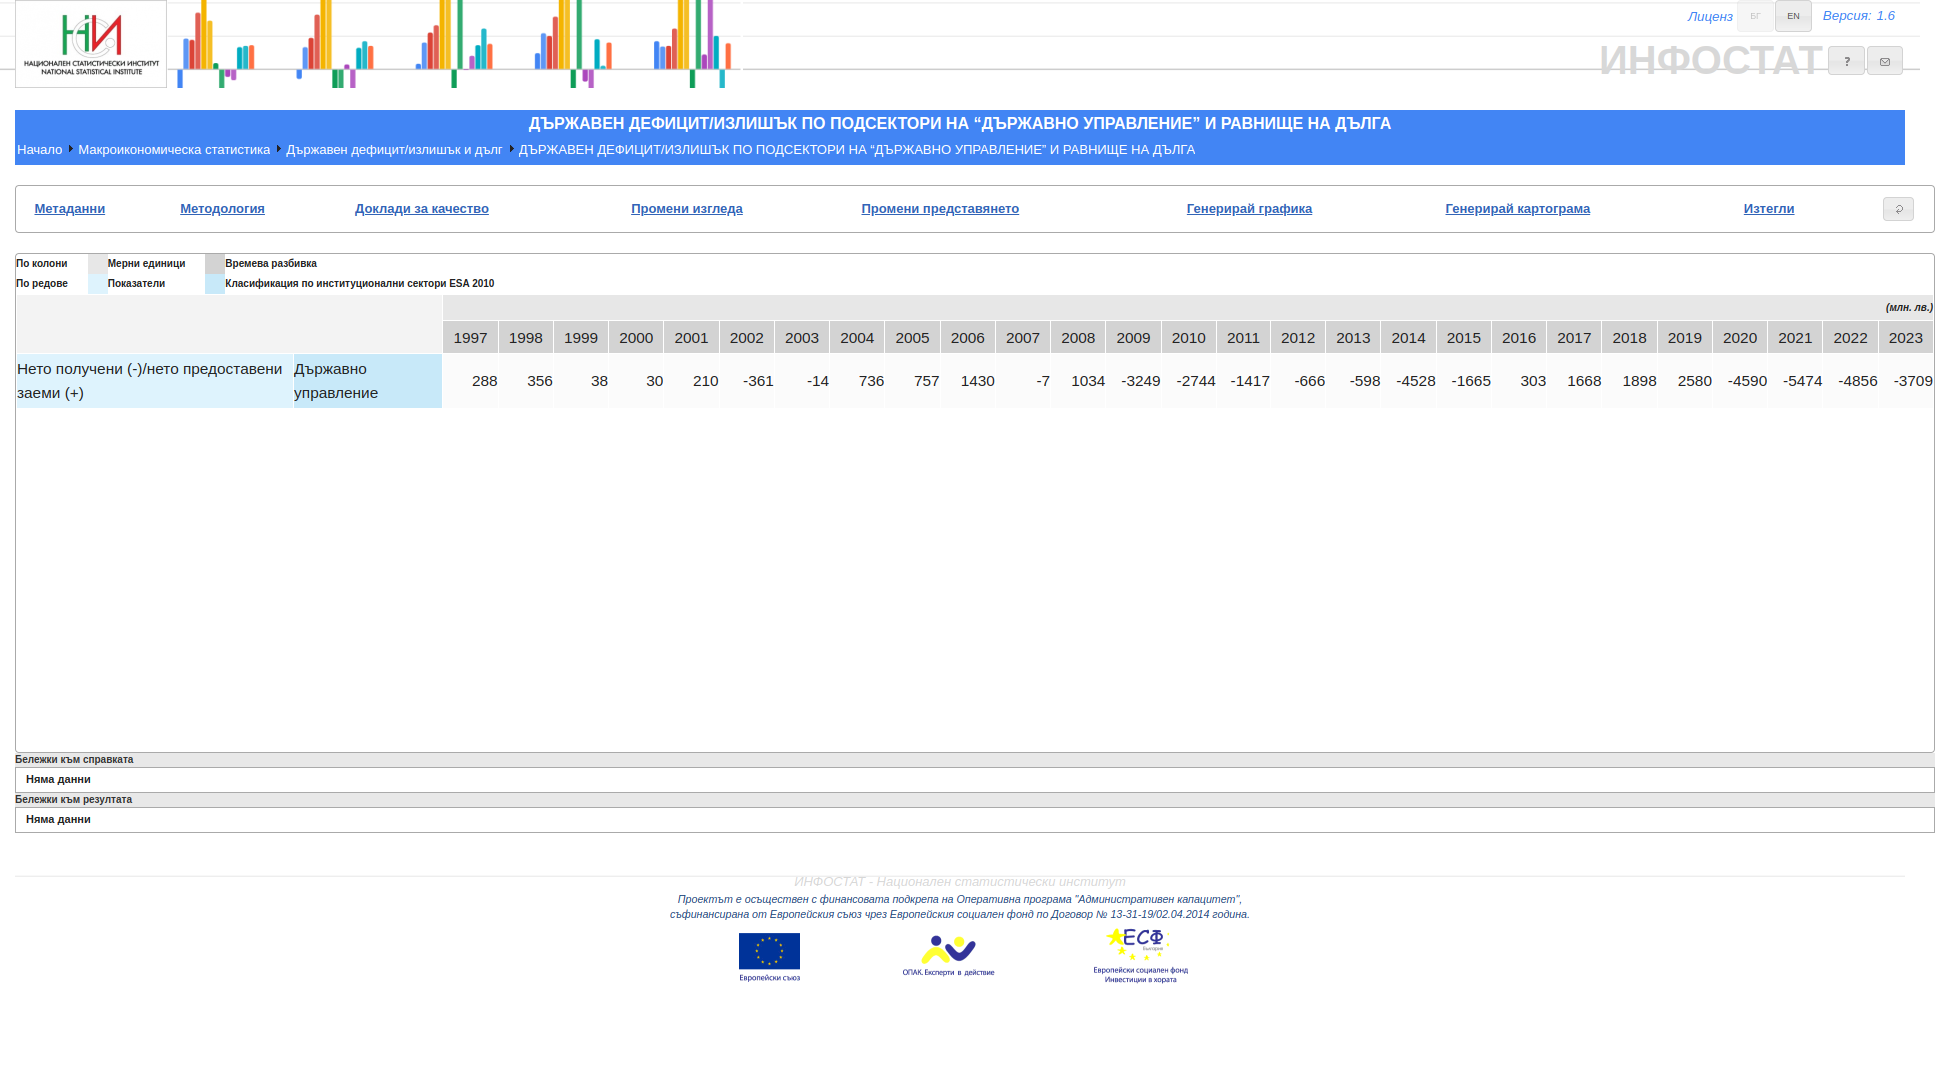 НАЦИОНАЛЕН СТАТИСТИЧЕСКИ ИНСТИТУТ
NATIONAL STATISTICAL INSTITUTE
Лиценз БГ EN Версия: 1.6
ИНФОСТАТ ?
ДЪРЖАВЕН ДЕФИЦИТ/ИЗЛИШЪК ПО ПОДСЕКТОРИ НА “ДЪРЖАВНО УПРАВЛЕНИЕ” И РАВНИЩЕ НА ДЪЛГА
Начало Макроикономическа статистика Държавен дефицит/излишък и дълг ДЪРЖАВЕН ДЕФИЦИТ/ИЗЛИШЪК ПО ПОДСЕКТОРИ НА “ДЪРЖАВНО УПРАВЛЕНИЕ” И РАВНИЩЕ НА ДЪЛГА
Метаданни Методология Доклади за качество Промени изгледа Промени представянето Генерирай графика Генерирай картограма Изтегли
По колони Мерни единици Времева разбивка
По редове Показатели Класификация по институционални сектори ESA 2010
(млн. лв.)
1997 1998 1999 2000 2001 2002 2003 2004 2005 2006 2007 2008 2009 2010 2011 2012 2013 2014 2015 2016 2017 2018 2019 2020 2021 2022 2023
Нето получени (-)/нето предоставени заеми (+) Държавно управление 288 356 38 30 210 -361 -14 736 757 1430 -7 1034 -3249 -2744 -1417 -666 -598 -4528 -1665 303 1668 1898 2580 -4590 -5474 -4856 -3709
Бележки към справката
Няма данни
Бележки към резултата
Няма данни
ИНФОСТАТ - Национален статистически институт
Проектът е осъществен с финансовата подкрепа на Оперативна програма "Административен капацитет",
съфинансирана от Европейския съюз чрез Европейския социален фонд по Договор № 13-31-19/02.04.2014 година.
Европейски съюз
ОПАК. Експерти в действие
ЕСФ
България
Европейски социален фонд
Инвестиции в хората